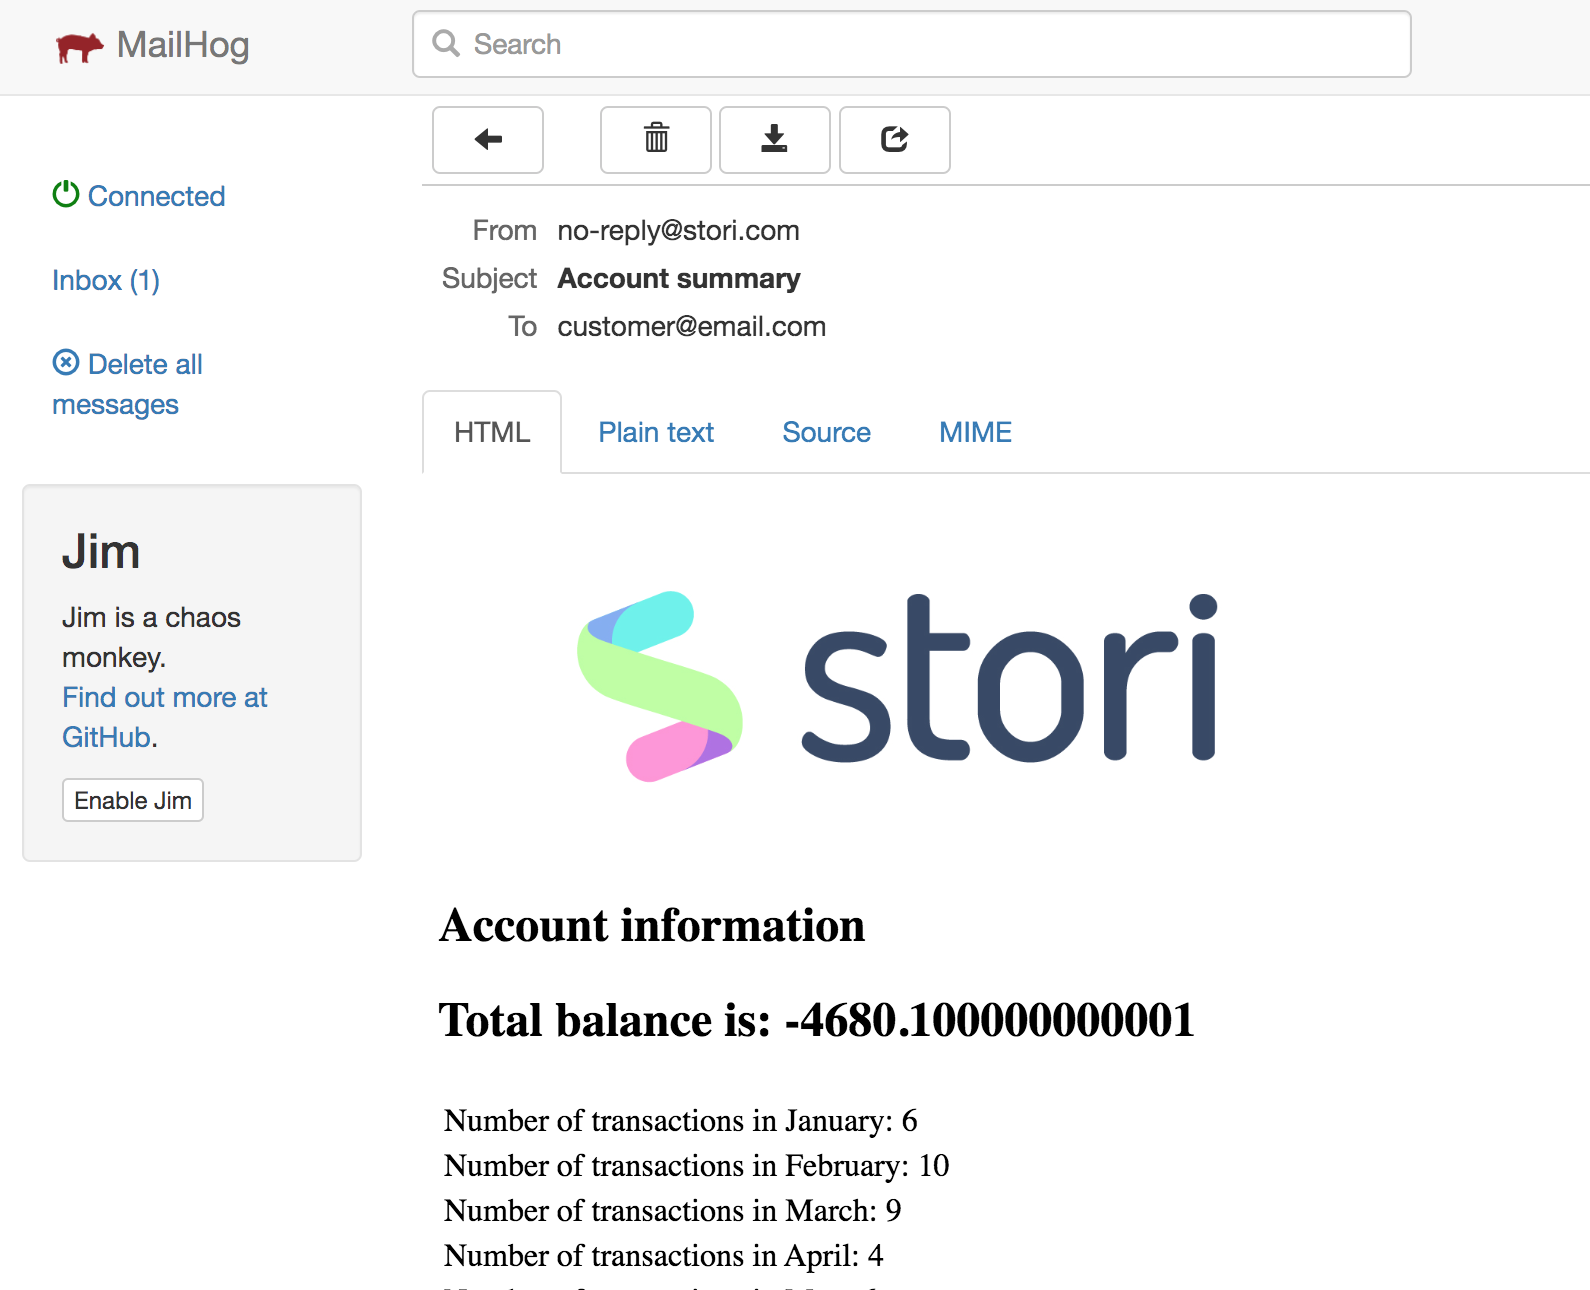 MailHog
Search
Connected
Inbox (1)
Delete all
messages
Jim
Jim is a chaos
monkey.
Find out more at
GitHub.
Enable Jim
From no-reply@stori.com
Subject Account summary
To customer@email.com
HTML Plain text Source MIME
stori
Account information
Total balance is: -4680.100000000001
Number of transactions in January: 6
Number of transactions in February: 10
Number of transactions in March: 9
Number of transactions in April: 4